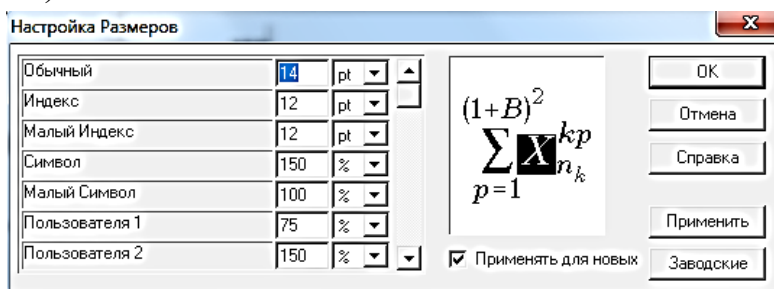 Настройка Размеров
Обычный 14 pt
Индекс 12 pt
Малый Индекс 12 pt
Символ 150 %
Малый Символ 100 %
Пользователя 1 75 %
Пользователя 2 150 %
(1+B)²
∑ X kp n k
p=1
Применять для новых
OK
Отмена
Справка
Применить
Заводские